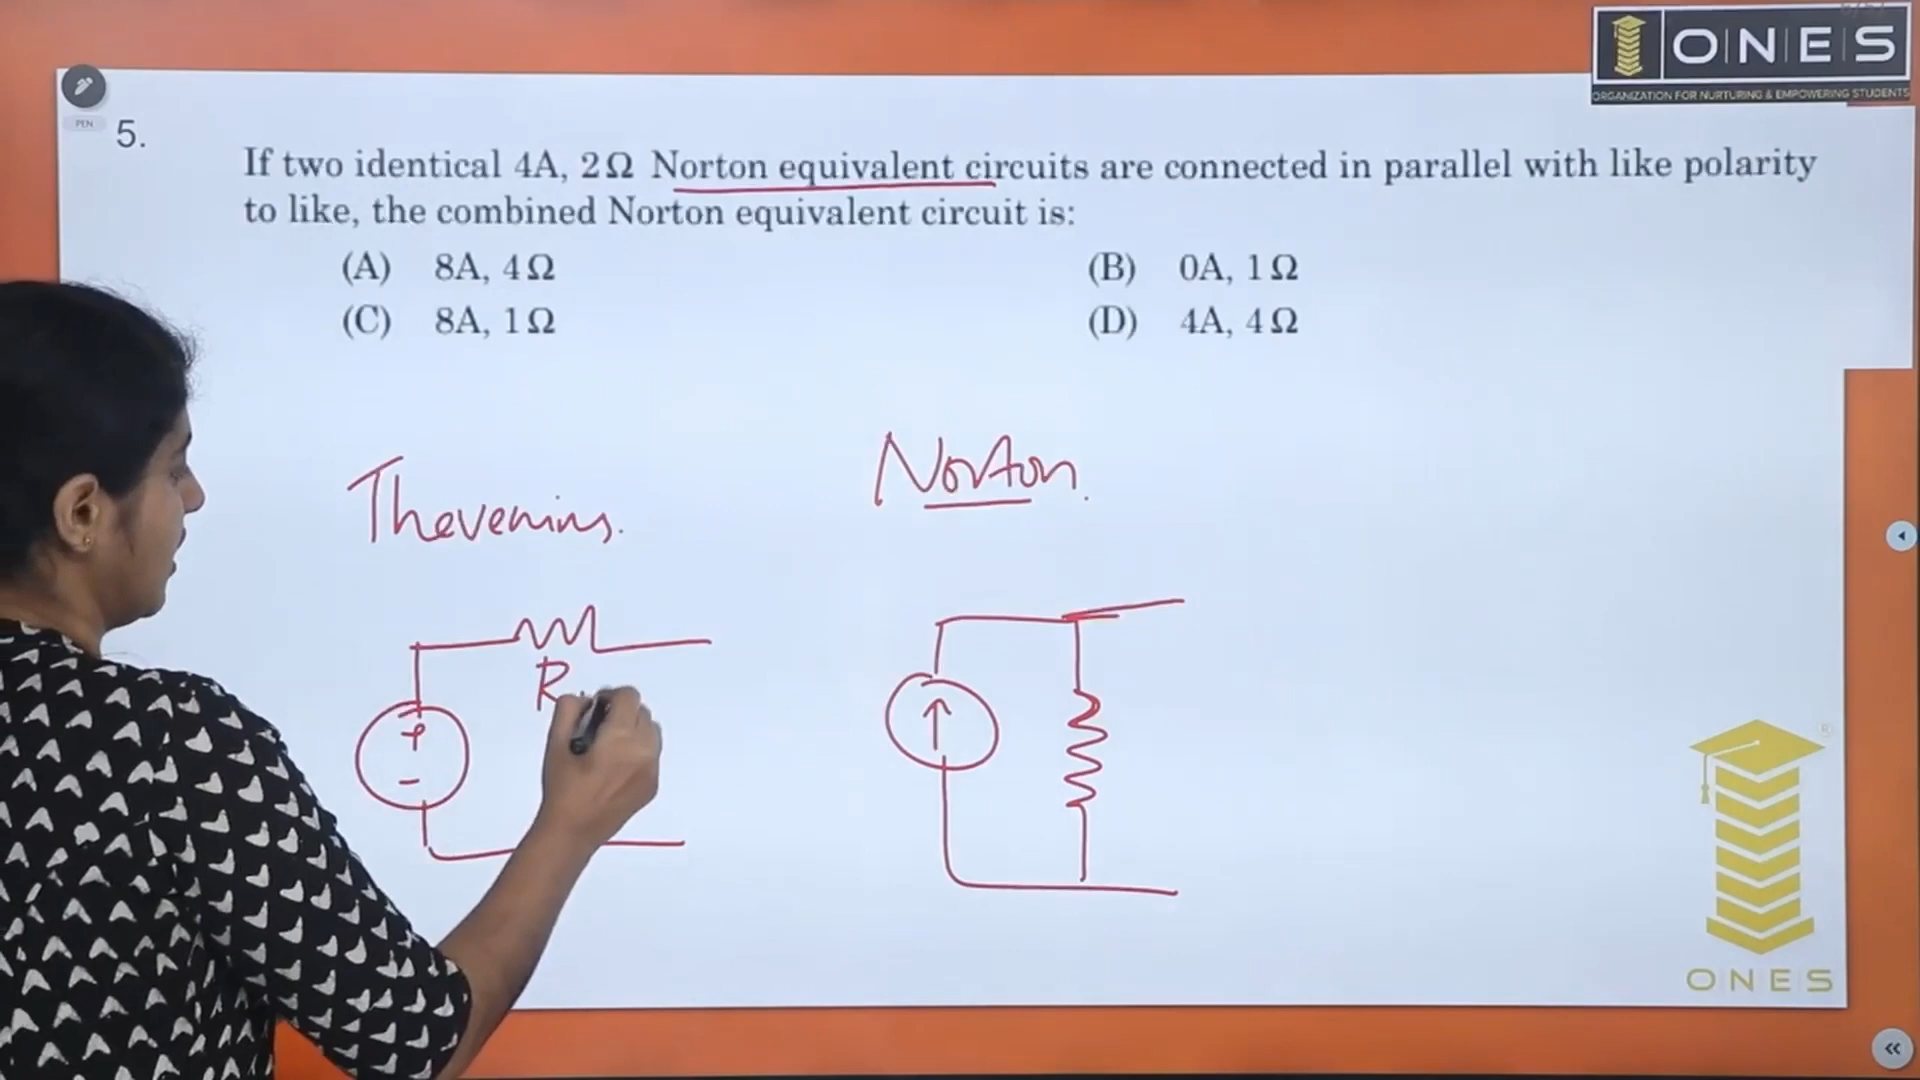 O|N|E|S
ORGANIZATION FOR NURTURING & EMPOWERING STUDENTS
PEN
5.
If two identical 4A, 2Ω Norton equivalent circuits are connected in parallel with like polarity
to like, the combined Norton equivalent circuit is:
(A) 8A, 4Ω (B) 0A, 1Ω
(C) 8A, 1Ω (D) 4A, 4Ω
Thevenins.
Norton.
R
+
-
®
ONES